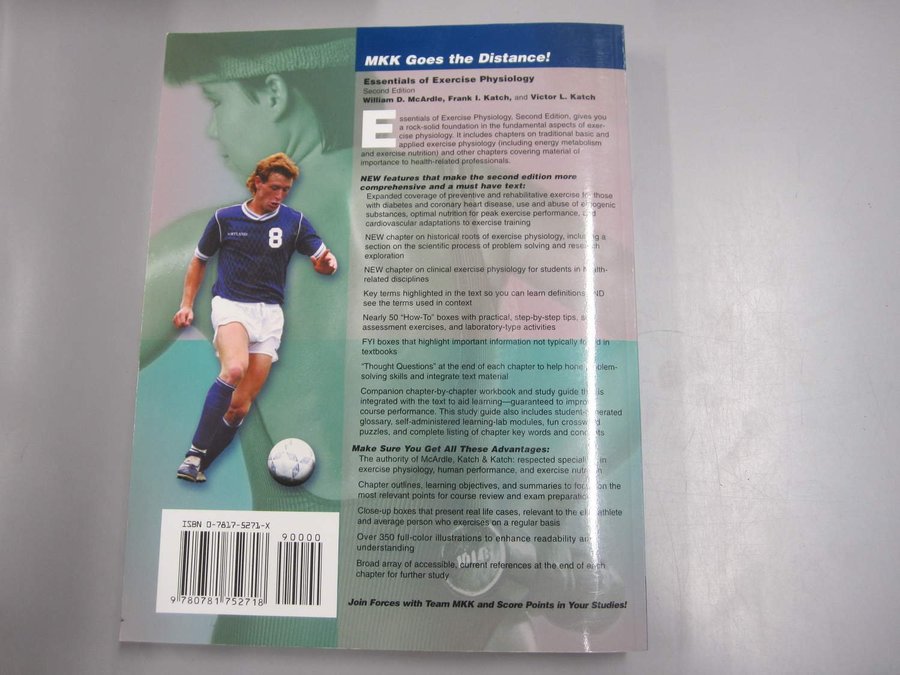 MKK Goes the Distance!
Essentials of Exercise Physiology
Second Edition
William D. McArdle, Frank I. Katch, and Victor L. Katch
Essentials of Exercise Physiology, Second Edition, gives you
a rock-solid foundation in the fundamental aspects of exer-
cise physiology. It includes chapters on traditional basic and
applied exercise physiology (including energy metabolism
and exercise nutrition) and other chapters covering material of
importance to health-related professionals.
NEW features that make the second edition more
comprehensive and a must have text:
Expanded coverage of preventive and rehabilitative exercise for those
with diabetes and coronary heart disease, use and abuse of ergogenic
substances, optimal nutrition for peak exercise performance, and
cardiovascular adaptations to exercise training
NEW chapter on historical roots of exercise physiology, including a
section on the scientific process of problem solving and research
exploration
NEW chapter on clinical exercise physiology for students in health-
related disciplines
Key terms highlighted in the text so you can learn definitions AND
see the terms used in context
Nearly 50 "How-To" boxes with practical, step-by-step tips,
assessment exercises, and laboratory-type activities
FYI boxes that highlight important information not typically found in
textbooks
"Thought Questions" at the end of each chapter to help hone problem-
solving skills and integrate text material
Companion chapter-by-chapter workbook and study guide that is
integrated with the text to aid learning—guaranteed to improve
course performance. This study guide also includes student-generated
glossary, self-administered learning-lab modules, fun crossword
puzzles, and complete listing of chapter key words and concepts
Make Sure You Get All These Advantages:
The authority of McArdle, Katch & Katch: respected specialists in
exercise physiology, human performance, and exercise nutrition
Chapter outlines, learning objectives, and summaries to focus on the
most relevant points for course review and exam preparation
Close-up boxes that present real life cases, relevant to the elite athlete
and average person who exercises on a regular basis
Over 350 full-color illustrations to enhance readability and
understanding
Broad array of accessible, current references at the end of each
chapter for further study
Join Forces with Team MKK and Score Points in Your Studies!
8
ISBN 0-7817-5271-X
90000
9 780781 752718